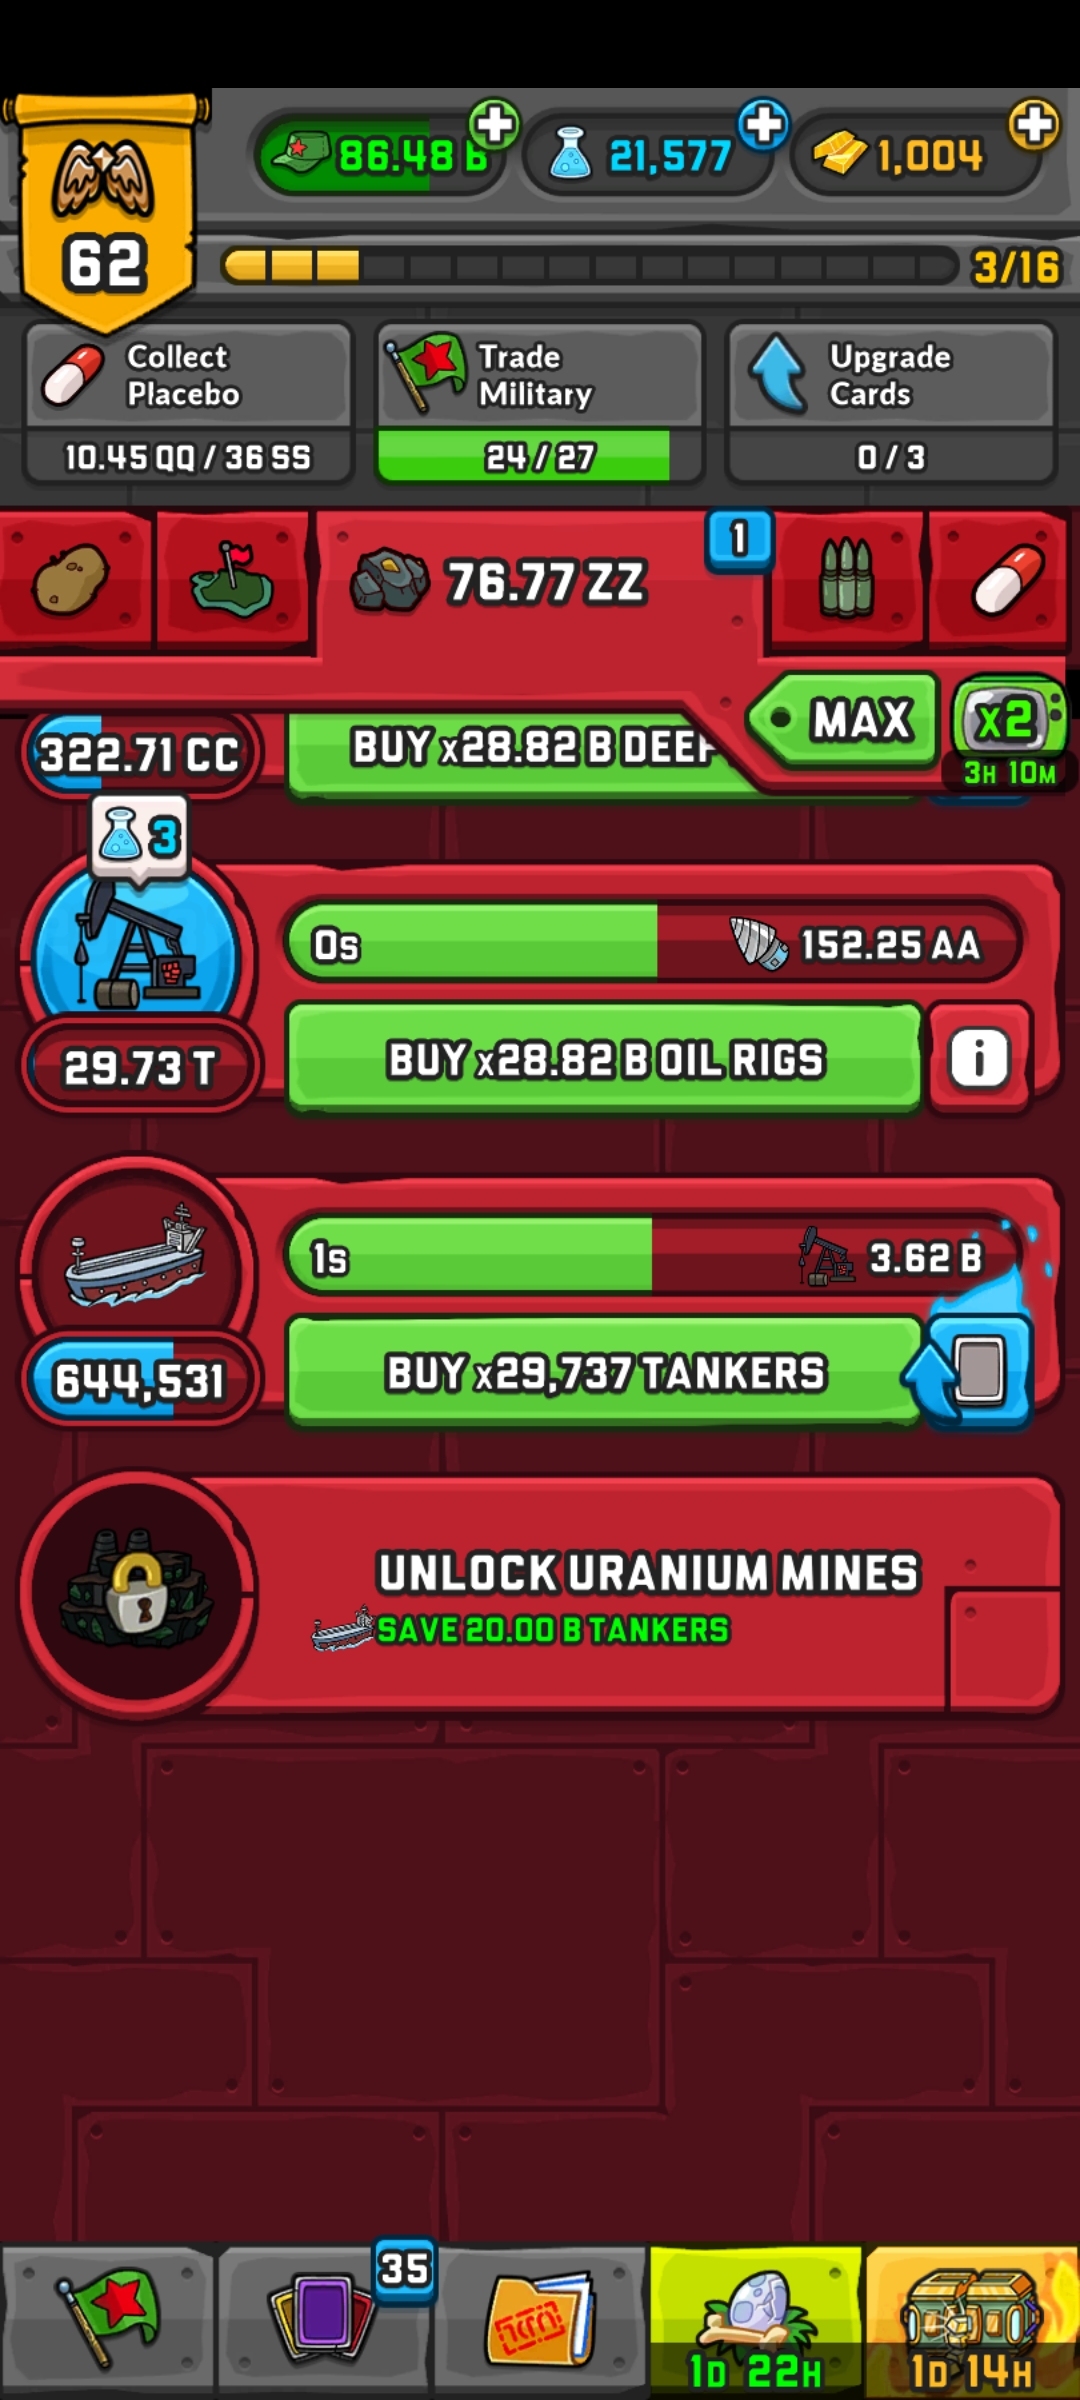 86.48 B
21,577
1,004
62
3/16
Collect
Placebo
10.45 QQ / 36 SS
Trade
Military
24 / 27
Upgrade
Cards
0 / 3
76.77 ZZ
1
MAX
x2
3H 10M
322.71 CC
BUY x28.82 B DEEP
3
0s
152.25 AA
29.73 T
BUY x28.82 B OIL RIGS
i
1s
3.62 B
644,531
BUY x29,737 TANKERS
UNLOCK URANIUM MINES
SAVE 20.00 B TANKERS
35
1D 22H
1D 14H